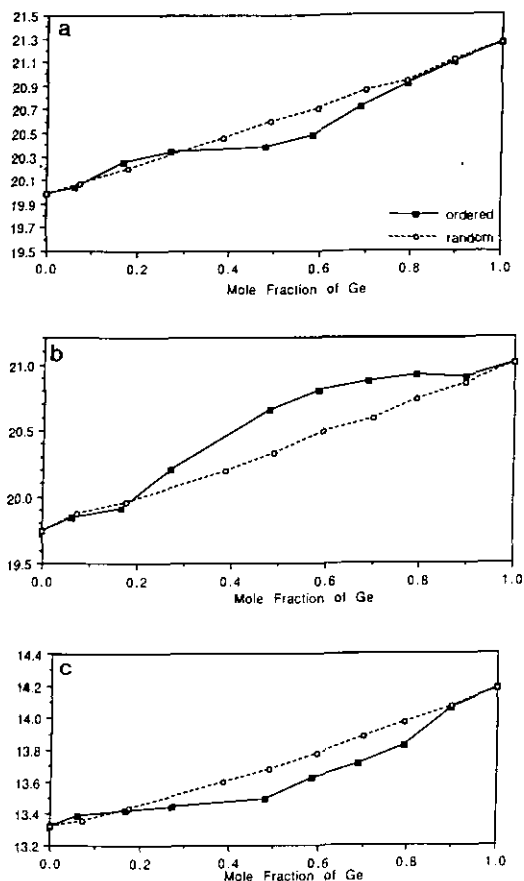 a
21.5
21.3
21.1
20.9
20.7
20.5
20.3
20.1
19.9
19.7
19.5
ordered
random
0.0 0.2 0.4 0.6 0.8 1.0
Mole Fraction of Ge
b
21.0
20.5
20.0
19.5
0.0 0.2 0.4 0.6 0.8 1.0
Mole Fraction of Ge
c
14.4
14.2
14.0
13.8
13.6
13.4
13.2
0.0 0.2 0.4 0.6 0.8 1.0
Mole Fraction of Ge